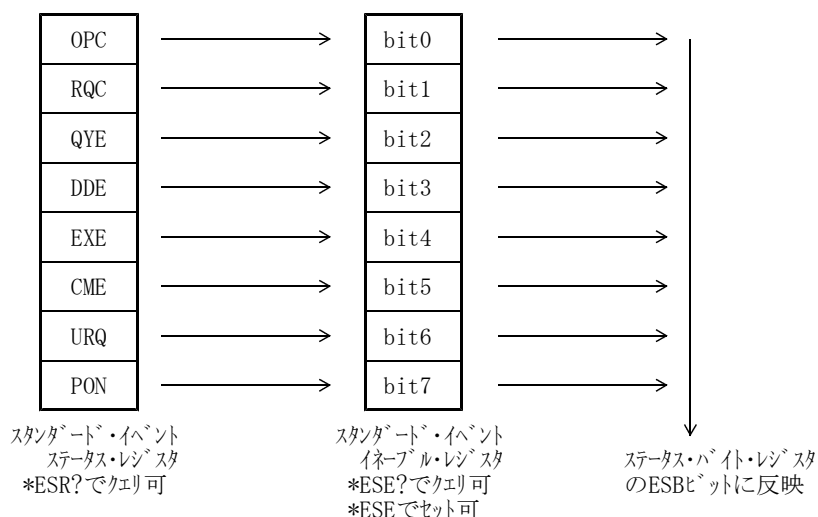 OPC
bit0
RQC
bit1
QYE
bit2
DDE
bit3
EXE
bit4
CME
bit5
URQ
bit6
PON
bit7
ｽﾀﾝﾀﾞｰﾄﾞ・ｲﾍﾞﾝﾄ
ｽﾃｰﾀｽ・ﾚｼﾞｽﾀ
*ESR?でｸｴﾘ可
ｽﾀﾝﾀﾞｰﾄﾞ・ｲﾍﾞﾝﾄ
ｲﾈｰﾌﾞﾙ・ﾚｼﾞｽﾀ
*ESE?でｸｴﾘ可
*ESEでｾｯﾄ可
ｽﾃｰﾀｽ・ﾊﾞｲﾄ・ﾚｼﾞｽﾀ
のESBﾋﾞｯﾄに反映